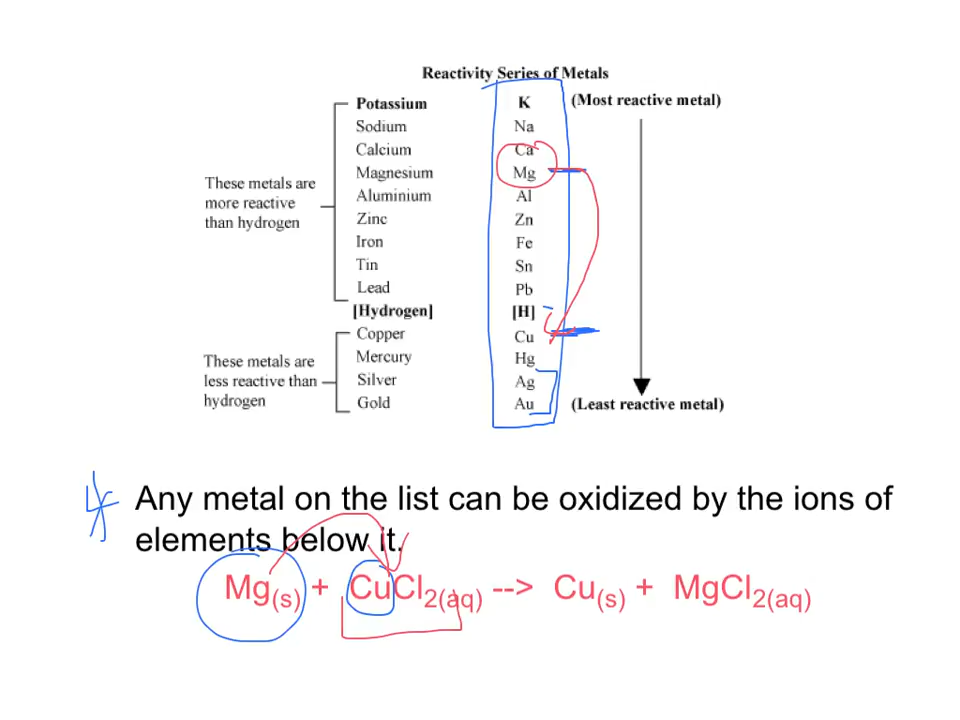 Reactivity Series of Metals
Potassium K (Most reactive metal)
Sodium Na
Calcium Ca
Magnesium Mg
These metals are
more reactive
than hydrogen
Aluminium Al
Zinc Zn
Iron Fe
Tin Sn
Lead Pb
[Hydrogen] [H]
Copper Cu
Mercury Hg
These metals are
less reactive than
hydrogen
Silver Ag
Gold Au (Least reactive metal)
Any metal on the list can be oxidized by the ions of
elements below it.
Mg(s) + CuCl2(aq) --> Cu(s) + MgCl2(aq)